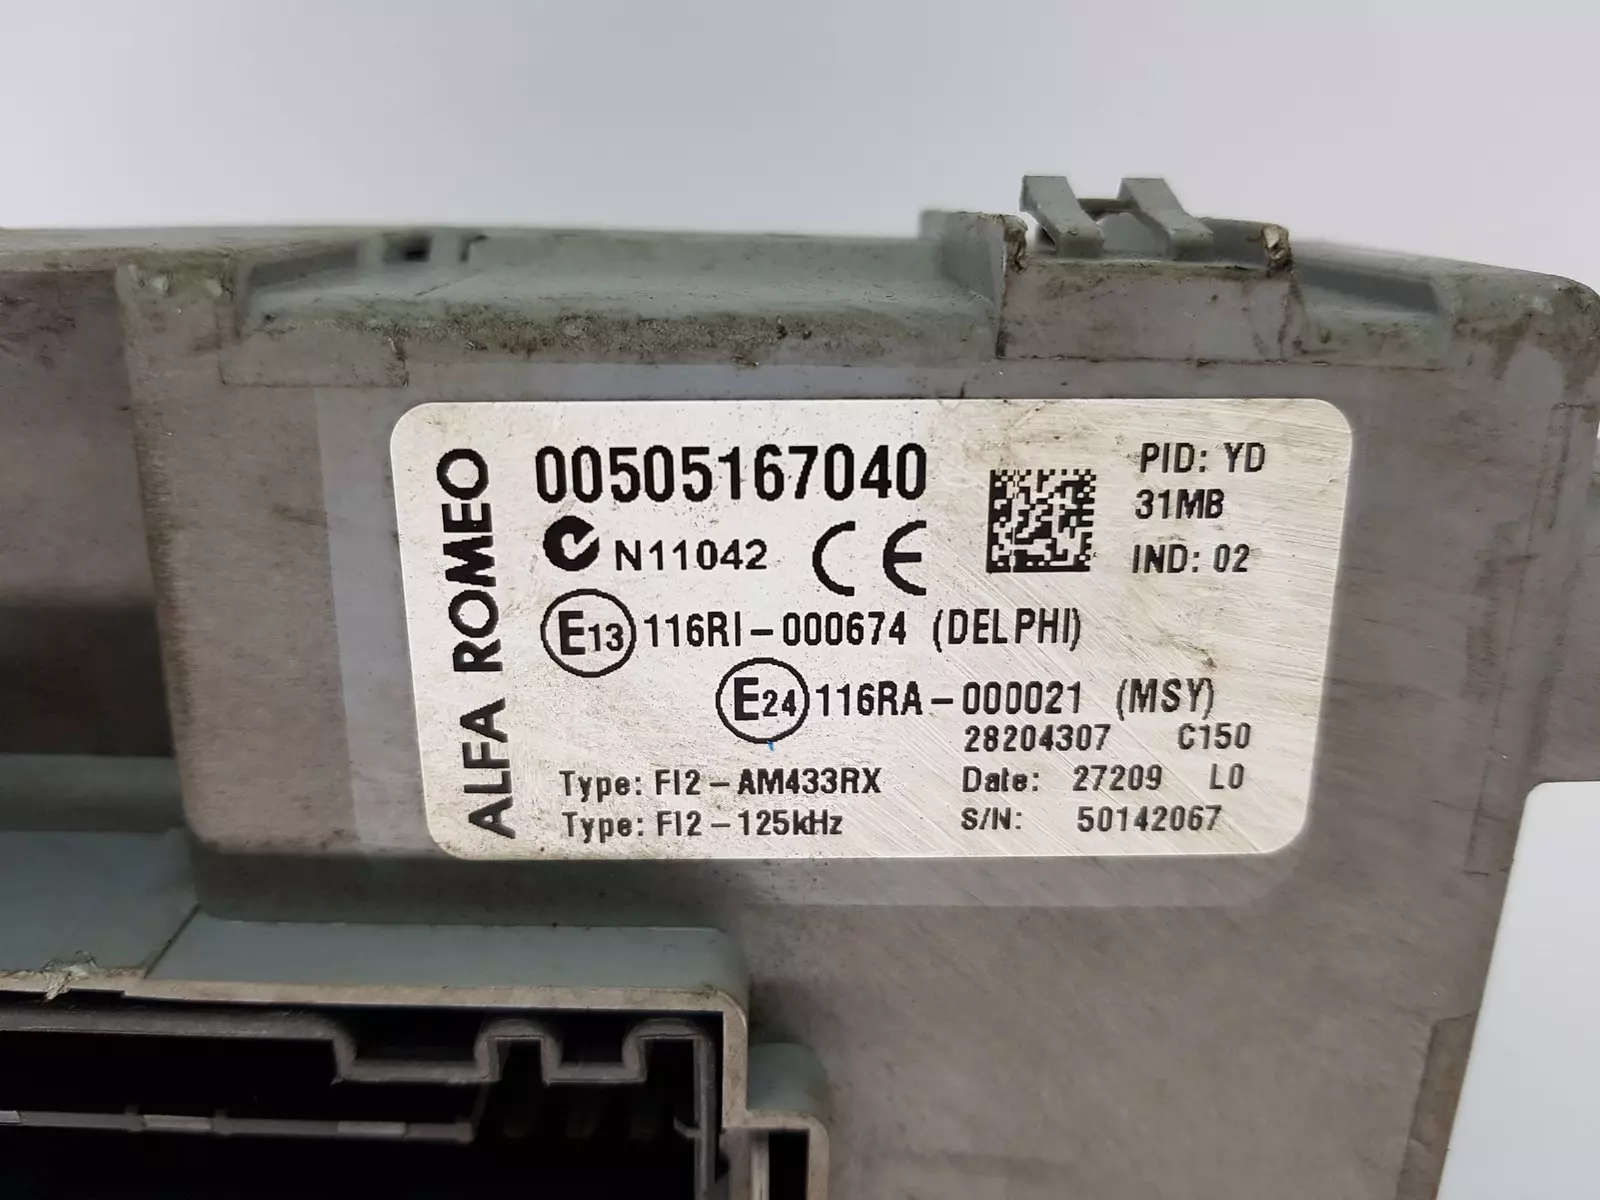 ALFA ROMEO
00505167040
N11042 CE
E13 116RI-000674 (DELPHI)
E24 116RA-000021 (MSY)
28204307 C150
Type: FI2-AM433RX
Type: FI2-125kHz
Date: 27209 L0
S/N: 50142067
PID: YD
31MB
IND: 02